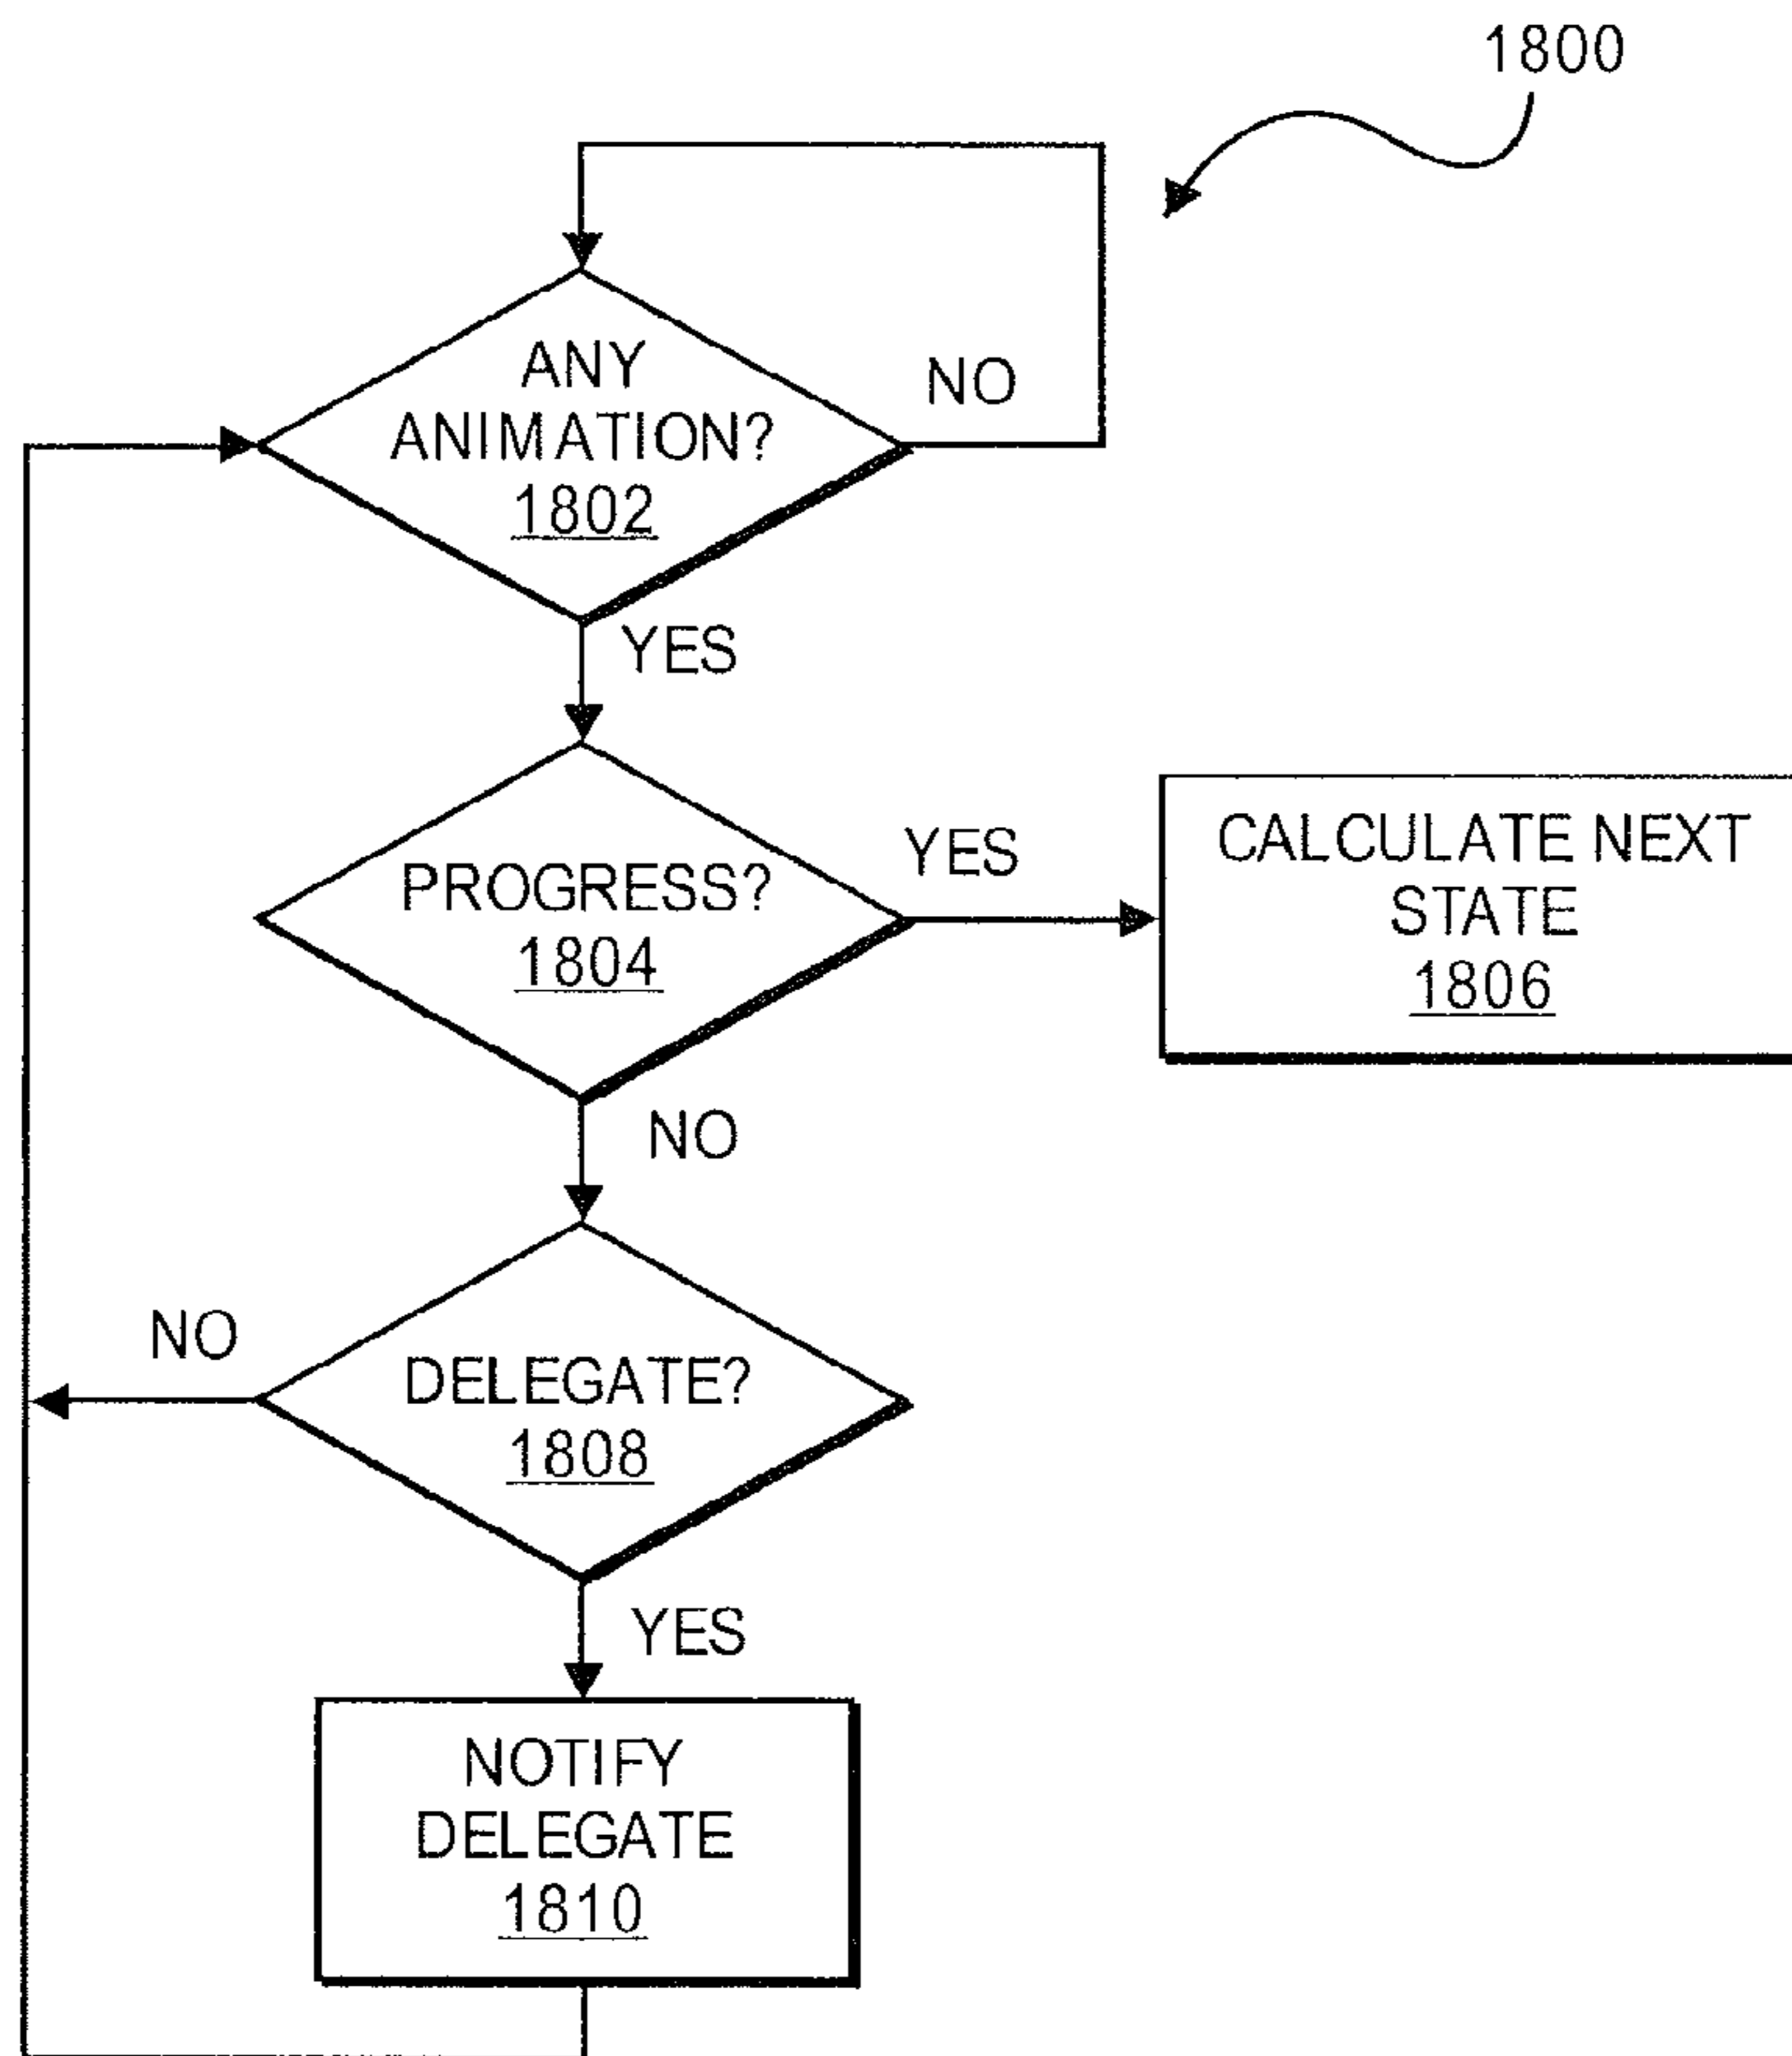 1800
ANY
ANIMATION?
1802
NO
YES
PROGRESS?
1804
YES
CALCULATE NEXT
STATE
1806
NO
DELEGATE?
1808
NO
YES
NOTIFY
DELEGATE
1810